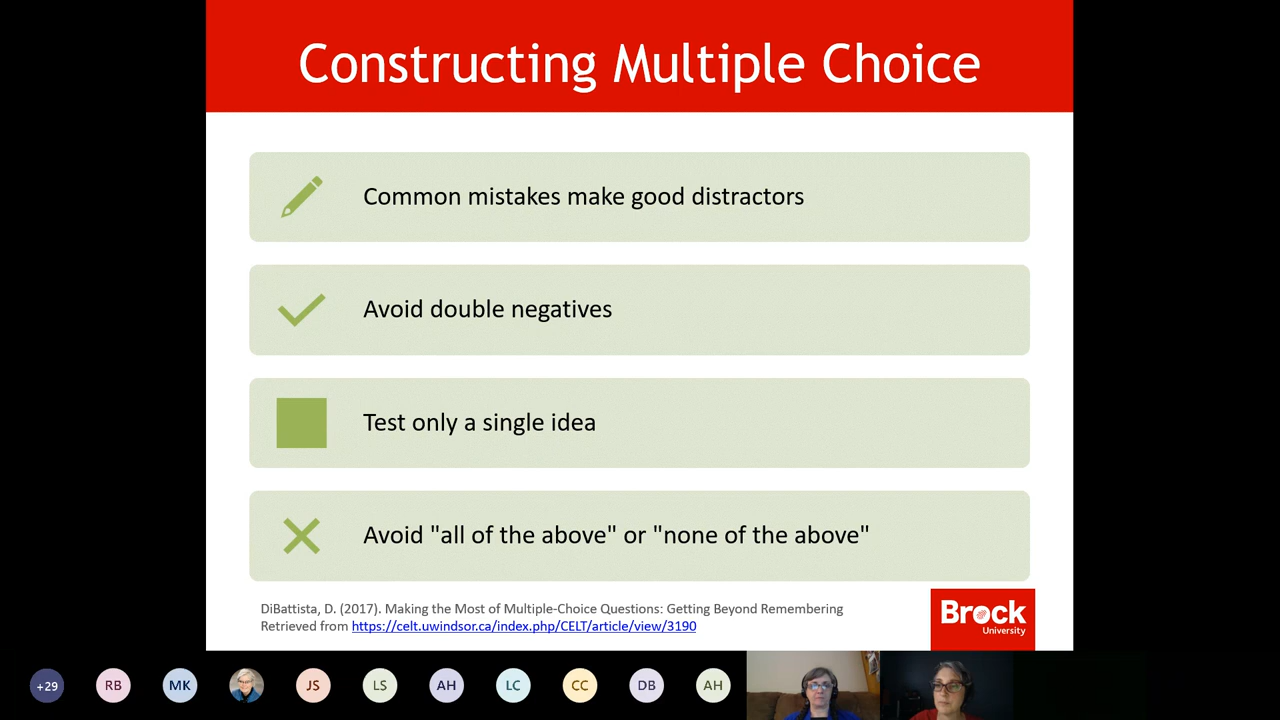 Constructing Multiple Choice
Common mistakes make good distractors
Avoid double negatives
Test only a single idea
Avoid "all of the above" or "none of the above"
DiBattista, D. (2017). Making the Most of Multiple-Choice Questions: Getting Beyond Remembering
Retrieved from https://celt.uwindsor.ca/index.php/CELT/article/view/3190
Brock
University
+29 RB MK JS LS AH LC CC DB AH